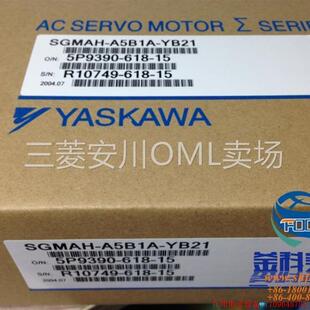 AC SERVO MOTOR Σ SERIE
SGMAH-A5B1A-YB21
O/N: 5P9390-618-15
S/N: R10749-618-15
2004.07
YASKAWA
三菱安川OML卖场
SGMAH-A5B1A-YB21
O/N: 5P9390-618-15
S/N: R10749-618-15
2004.07